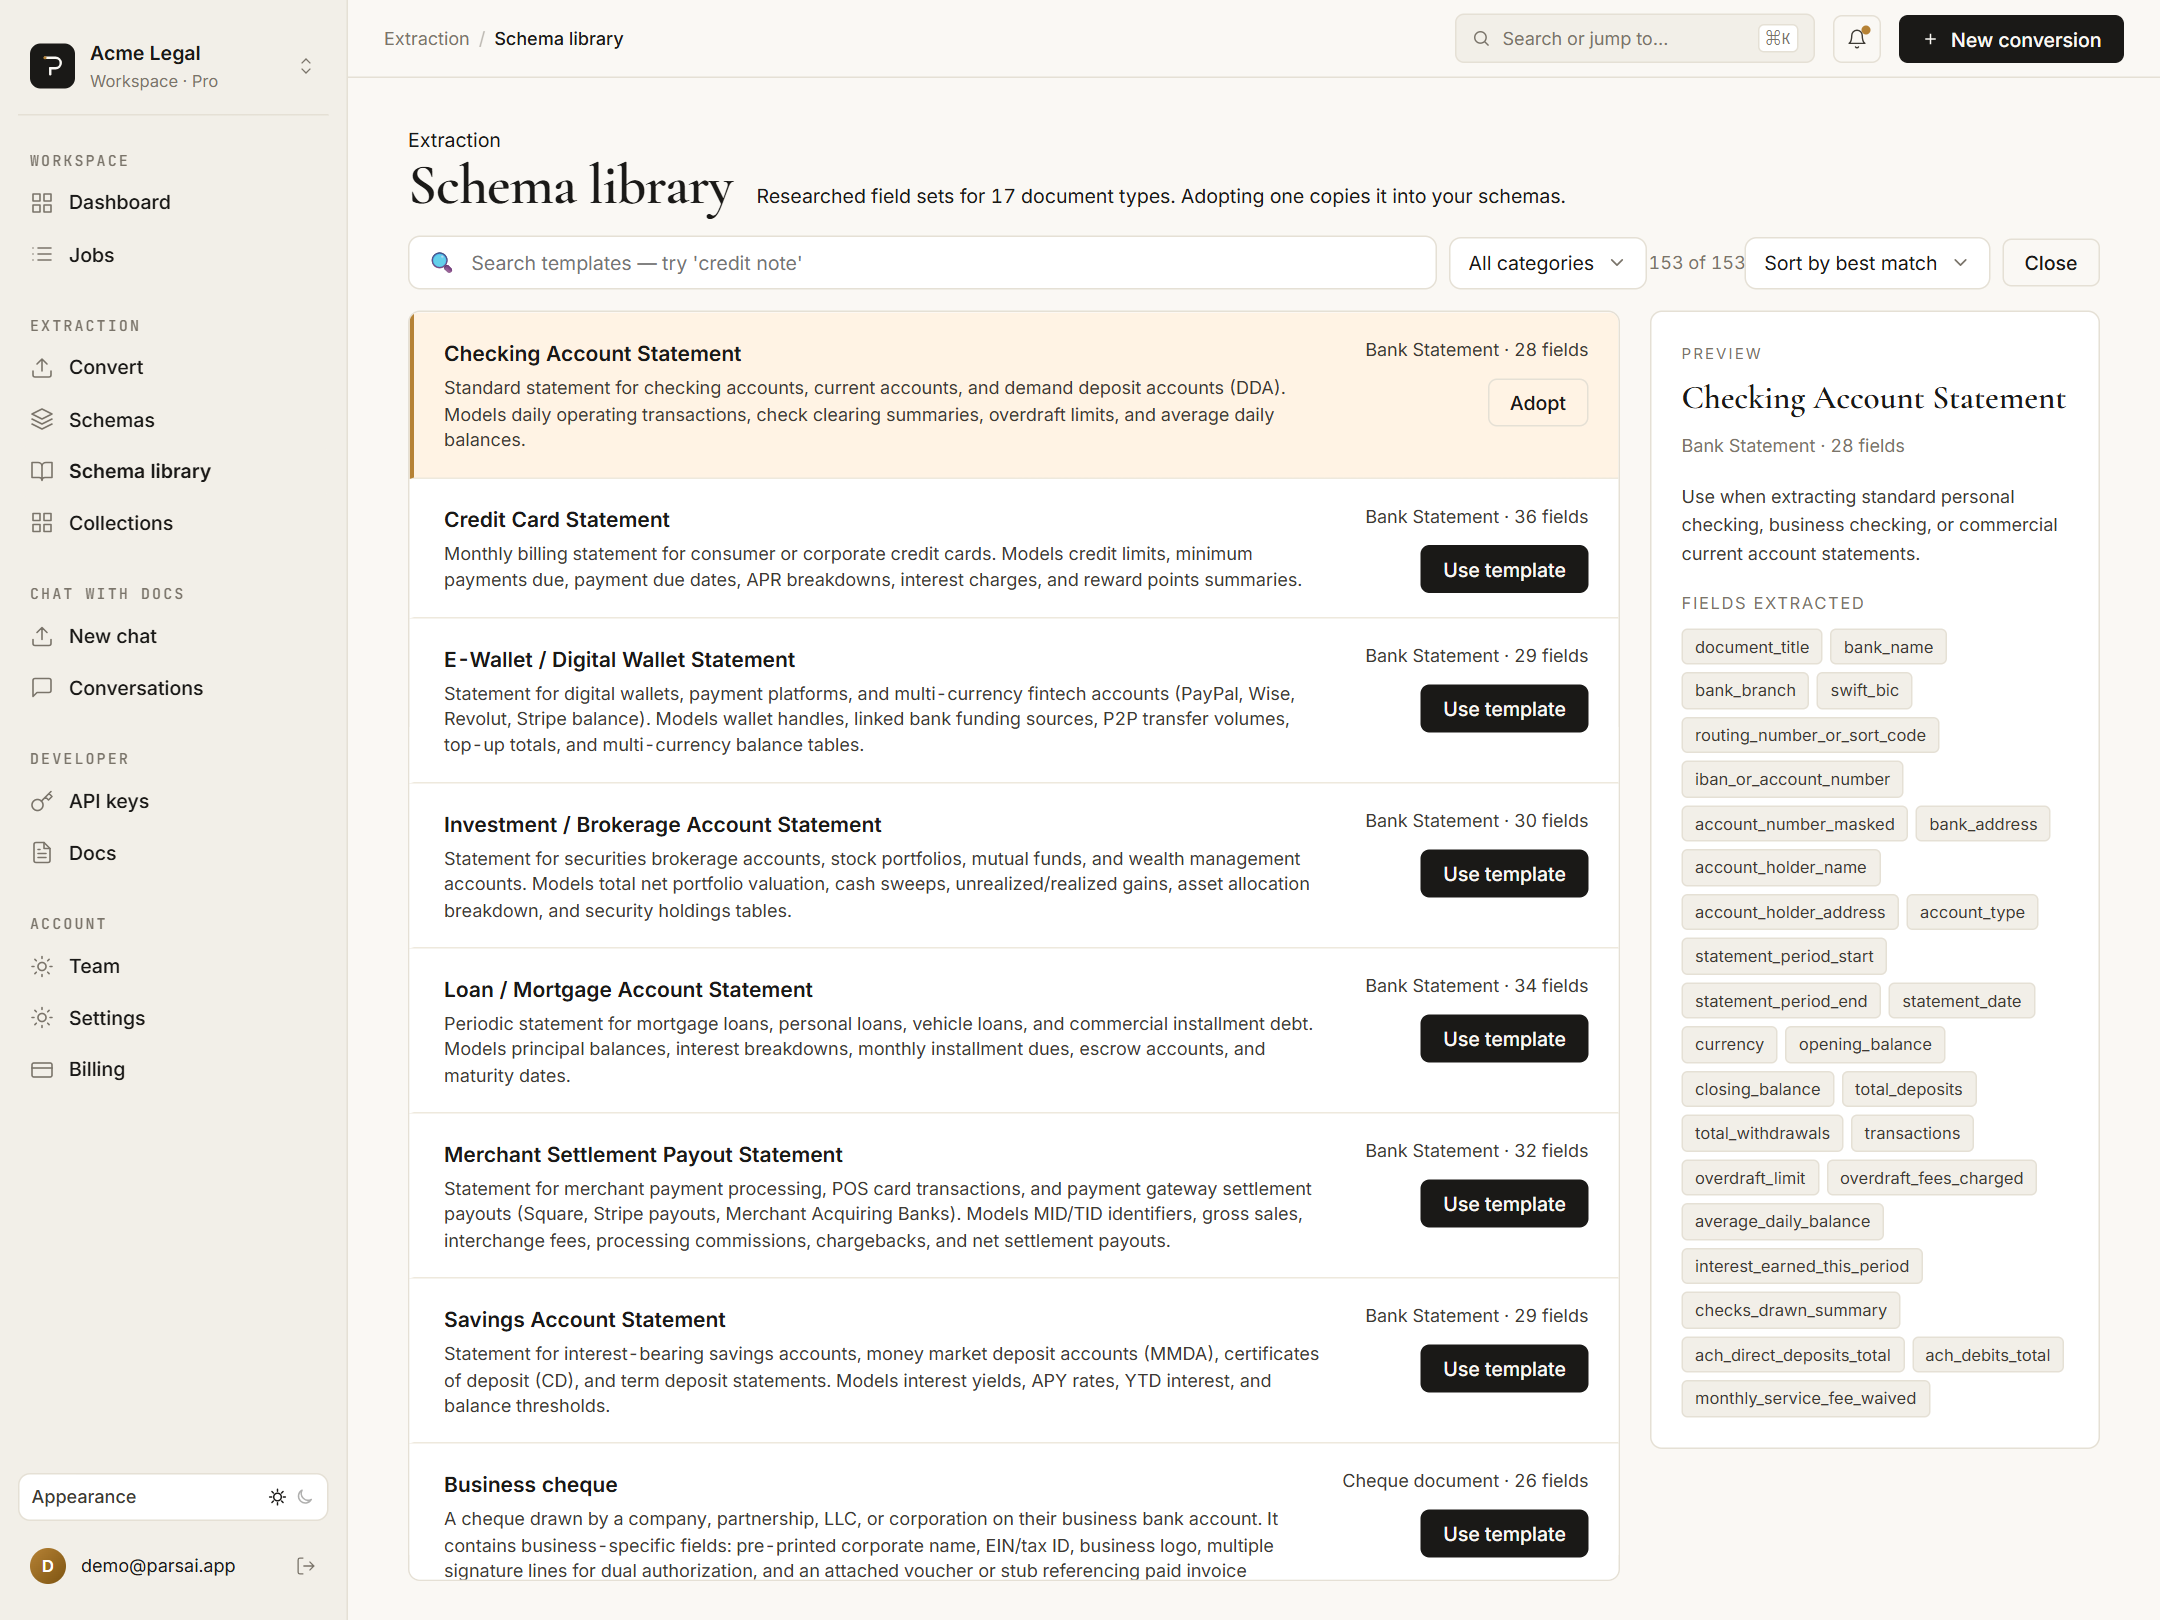 Acme Legal
Workspace · Pro
WORKSPACE
Dashboard
Jobs
EXTRACTION
Convert
Schemas
Schema library
Collections
CHAT WITH DOCS
New chat
Conversations
DEVELOPER
API keys
Docs
ACCOUNT
Team
Settings
Billing
Appearance
D demo@parsai.app
Extraction / Schema library
Search or jump to... ⌘K
+ New conversion
Extraction
Schema library Researched field sets for 17 document types. Adopting one copies it into your schemas.
Search templates — try 'credit note' All categories 153 of 153 Sort by best match Close
Checking Account Statement
Bank Statement · 28 fields
Standard statement for checking accounts, current accounts, and demand deposit accounts (DDA).
Models daily operating transactions, check clearing summaries, overdraft limits, and average daily
balances.
Adopt
Credit Card Statement
Bank Statement · 36 fields
Monthly billing statement for consumer or corporate credit cards. Models credit limits, minimum
payments due, payment due dates, APR breakdowns, interest charges, and reward points summaries.
Use template
E-Wallet / Digital Wallet Statement
Bank Statement · 29 fields
Statement for digital wallets, payment platforms, and multi-currency fintech accounts (PayPal, Wise,
Revolut, Stripe balance). Models wallet handles, linked bank funding sources, P2P transfer volumes,
top-up totals, and multi-currency balance tables.
Use template
Investment / Brokerage Account Statement
Bank Statement · 30 fields
Statement for securities brokerage accounts, stock portfolios, mutual funds, and wealth management
accounts. Models total net portfolio valuation, cash sweeps, unrealized/realized gains, asset allocation
breakdown, and security holdings tables.
Use template
Loan / Mortgage Account Statement
Bank Statement · 34 fields
Periodic statement for mortgage loans, personal loans, vehicle loans, and commercial installment debt.
Models principal balances, interest breakdowns, monthly installment dues, escrow accounts, and
maturity dates.
Use template
Merchant Settlement Payout Statement
Bank Statement · 32 fields
Statement for merchant payment processing, POS card transactions, and payment gateway settlement
payouts (Square, Stripe payouts, Merchant Acquiring Banks). Models MID/TID identifiers, gross sales,
interchange fees, processing commissions, chargebacks, and net settlement payouts.
Use template
Savings Account Statement
Bank Statement · 29 fields
Statement for interest-bearing savings accounts, money market deposit accounts (MMDA), certificates
of deposit (CD), and term deposit statements. Models interest yields, APY rates, YTD interest, and
balance thresholds.
Use template
Business cheque
Cheque document · 26 fields
A cheque drawn by a company, partnership, LLC, or corporation on their business bank account. It
contains business-specific fields: pre-printed corporate name, EIN/tax ID, business logo, multiple
signature lines for dual authorization, and an attached voucher or stub referencing paid invoice
Use template
PREVIEW
Checking Account Statement
Bank Statement · 28 fields
Use when extracting standard personal
checking, business checking, or commercial
current account statements.
FIELDS EXTRACTED
document_title bank_name
bank_branch swift_bic
routing_number_or_sort_code
iban_or_account_number
account_number_masked bank_address
account_holder_name
account_holder_address account_type
statement_period_start
statement_period_end statement_date
currency opening_balance
closing_balance total_deposits
total_withdrawals transactions
overdraft_limit overdraft_fees_charged
average_daily_balance
interest_earned_this_period
checks_drawn_summary
ach_direct_deposits_total ach_debits_total
monthly_service_fee_waived